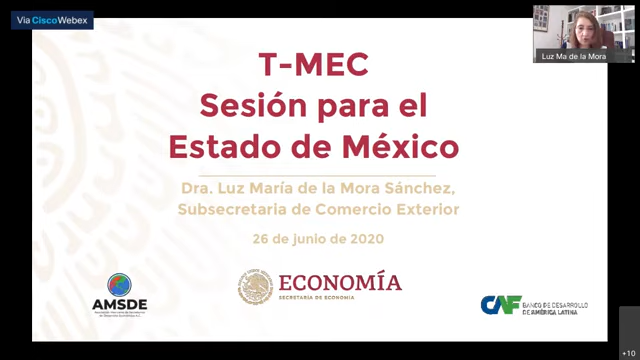 Via CiscoWebex
Luz Ma de la Mora
T-MEC
Sesión para el
Estado de México
Dra. Luz María de la Mora Sánchez,
Subsecretaria de Comercio Exterior
26 de junio de 2020
AMSDE
ECONOMÍA
SECRETARÍA DE ECONOMÍA
CAF
BANCO DE DESARROLLO
DE AMÉRICA LATINA
+10